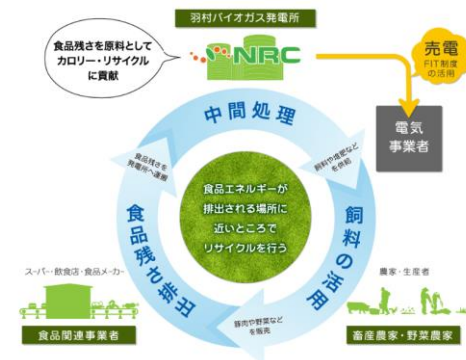 羽村バイオガス発電所
食品残さを原料として
カロリー・リサイクル
に貢献
NRC
売電
FIT制度
の活用
電気
事業者
中間処理
食品残さを
発電所へ運搬
飼料や堆肥など
を供給
食品エネルギーが
排出される場所に
近いところで
リサイクルを行う
食品残さ排出
飼料の活用
スーパー・飲食店・食品メーカー
農家・生産者
豚肉や野菜など
を販売
食品関連事業者
畜産農家・野菜農家